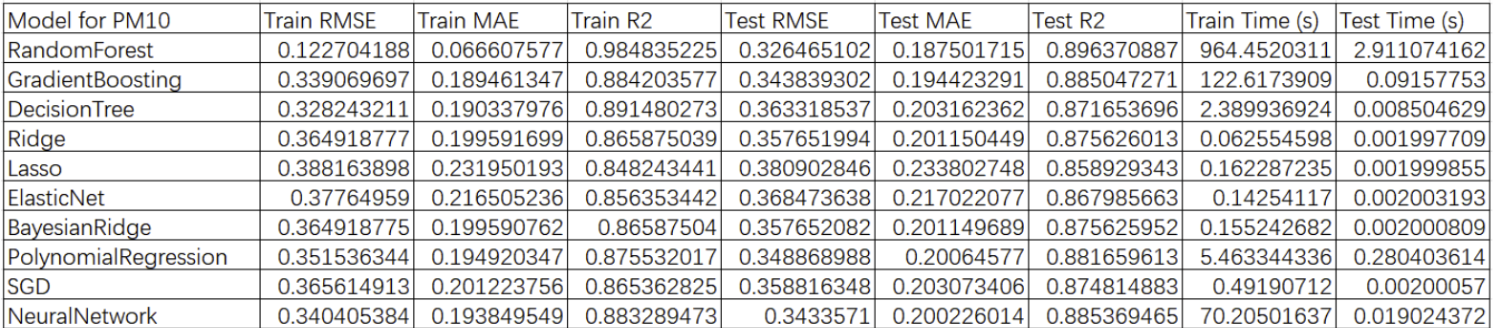 Model for PM10 Train RMSE Train MAE Train R2 Test RMSE Test MAE Test R2 Train Time (s) Test Time (s)
RandomForest 0.122704188 0.066607577 0.984835225 0.326465102 0.187501715 0.896370887 964.4520311 2.911074162
GradientBoosting 0.339069697 0.189461347 0.884203577 0.343839302 0.194423291 0.885047271 122.6173909 0.09157753
DecisionTree 0.328243211 0.190337976 0.891480273 0.363318537 0.203162362 0.871653696 2.389936924 0.008504629
Ridge 0.364918777 0.199591699 0.865875039 0.357651994 0.201150449 0.875626013 0.062554598 0.001997709
Lasso 0.388163898 0.231950193 0.848243441 0.380902846 0.233802748 0.858929343 0.162287235 0.001999855
ElasticNet 0.37764959 0.216505236 0.856353442 0.368473638 0.217022077 0.867985663 0.14254117 0.002003193
BayesianRidge 0.364918775 0.199590762 0.86587504 0.357652082 0.201149689 0.875625952 0.155242682 0.002000809
PolynomialRegression 0.351536344 0.194920347 0.875532017 0.348868988 0.20064577 0.881659613 5.463344336 0.280403614
SGD 0.365614913 0.201223756 0.865362825 0.358816348 0.203073406 0.874814883 0.49190712 0.00200057
NeuralNetwork 0.340405384 0.193849549 0.883289473 0.3433571 0.200226014 0.885369465 70.20501637 0.019024372